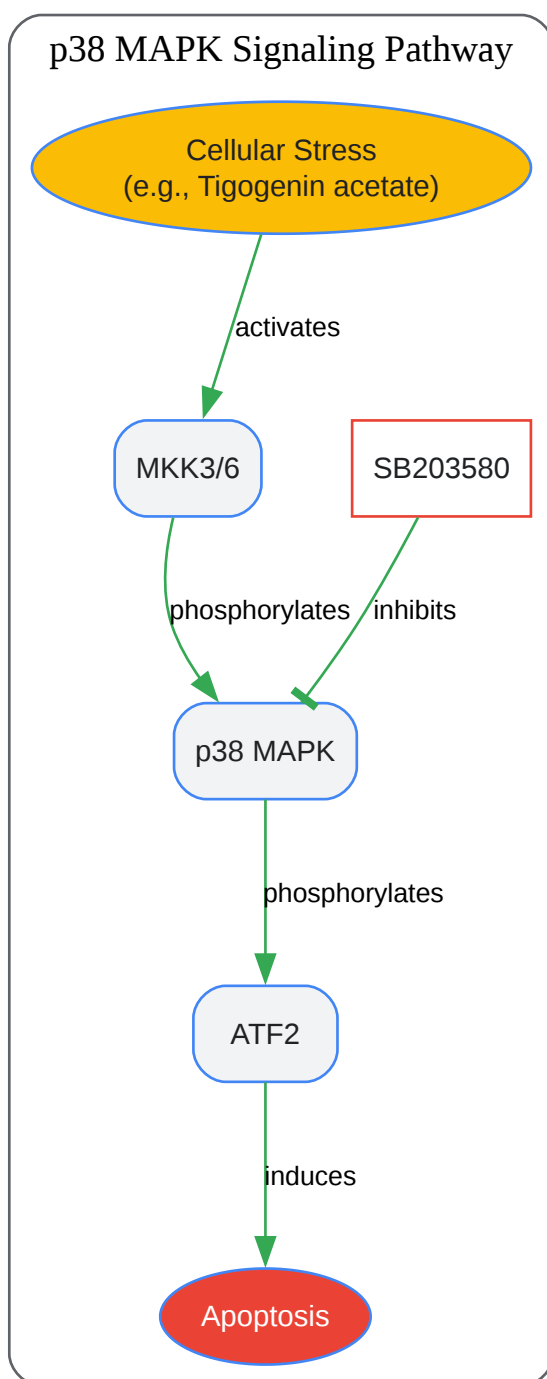 p38 MAPK Signaling Pathway
Cellular Stress
(e.g., Tigogenin acetate)
activates
MKK3/6
SB203580
phosphorylates
inhibits
p38 MAPK
phosphorylates
ATF2
induces
Apoptosis